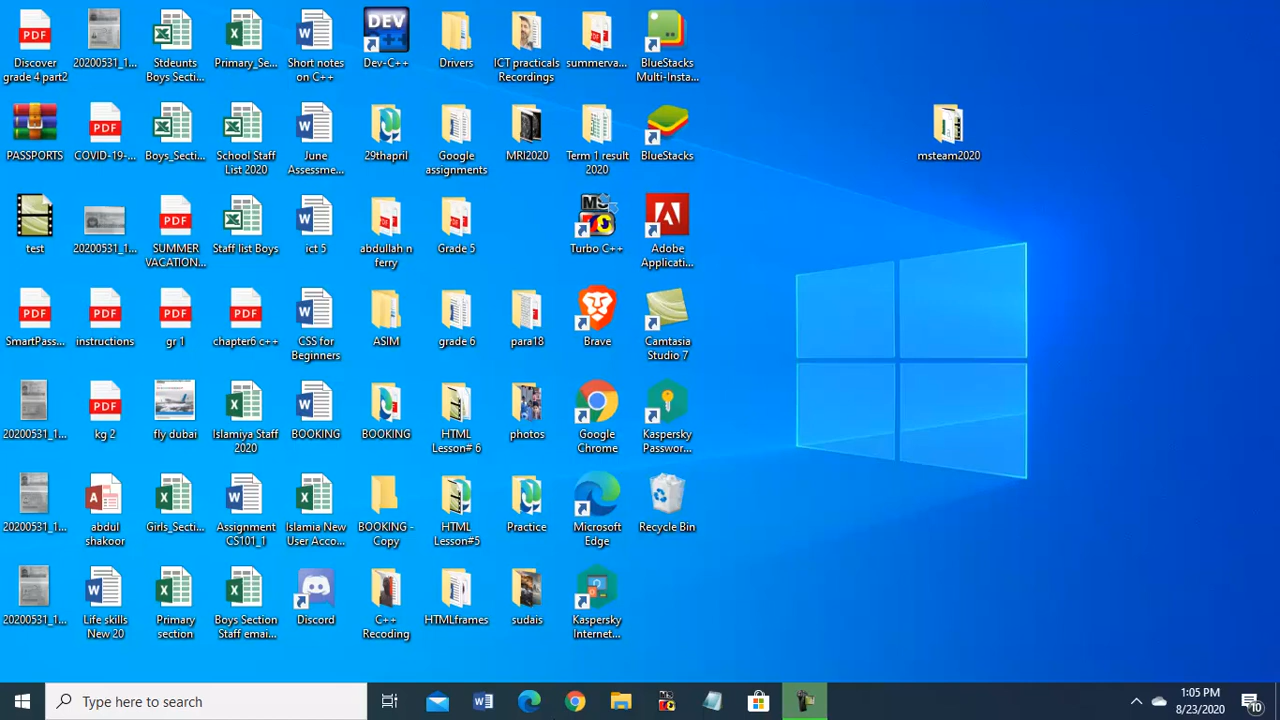 Discover
grade 4 part2
20200531_1...
Stdeunts
Boys Secti...
Primary_Se...
Short notes
on C++
DEV
Dev-C++
Drivers
ICT practicals
Recordings
summerva...
BlueStacks
Multi-Insta...
PASSPORTS
COVID-19-...
Boys_Secti...
School Staff
List 2020
June
Assessme...
29thapril
Google
assignments
MRI2020
Term 1 result
2020
BlueStacks
msteam2020
test
20200531_1...
SUMMER
VACATION...
Staff list Boys
ict 5
abdullah n
ferry
Grade 5
Turbo C++
Adobe
Applicati...
SmartPass...
instructions
gr 1
chapter6 c++
CSS for
Beginners
ASIM
grade 6
para18
Brave
Camtasia
Studio 7
20200531_1...
kg 2
fly dubai
Islamiya Staff
2020
BOOKING
BOOKING
HTML
Lesson# 6
photos
Google
Chrome
Kaspersky
Passwor...
20200531_1...
abdul
shakoor
Girls_Secti...
Assignment
CS101_1
Islamia New
User Acco...
BOOKING -
Copy
HTML
Lesson#5
Practice
Microsoft
Edge
Recycle Bin
20200531_1...
Life skills
New 20
Primary
section
Boys Section
Staff emai...
Discord
C++
Recoding
HTMLframes
sudais
Kaspersky
Internet...
Type here to search
1:05 PM
8/23/2020
10